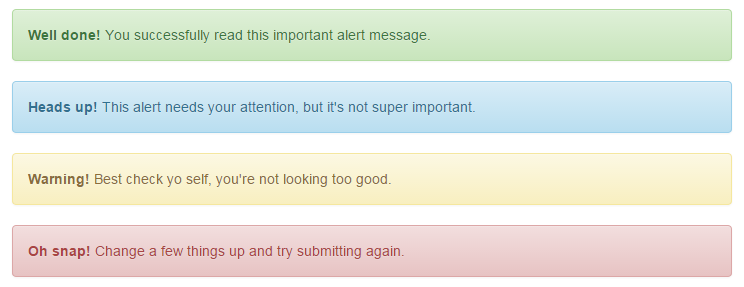 Well done! You successfully read this important alert message.
Heads up! This alert needs your attention, but it's not super important.
Warning! Best check yo self, you're not looking too good.
Oh snap! Change a few things up and try submitting again.